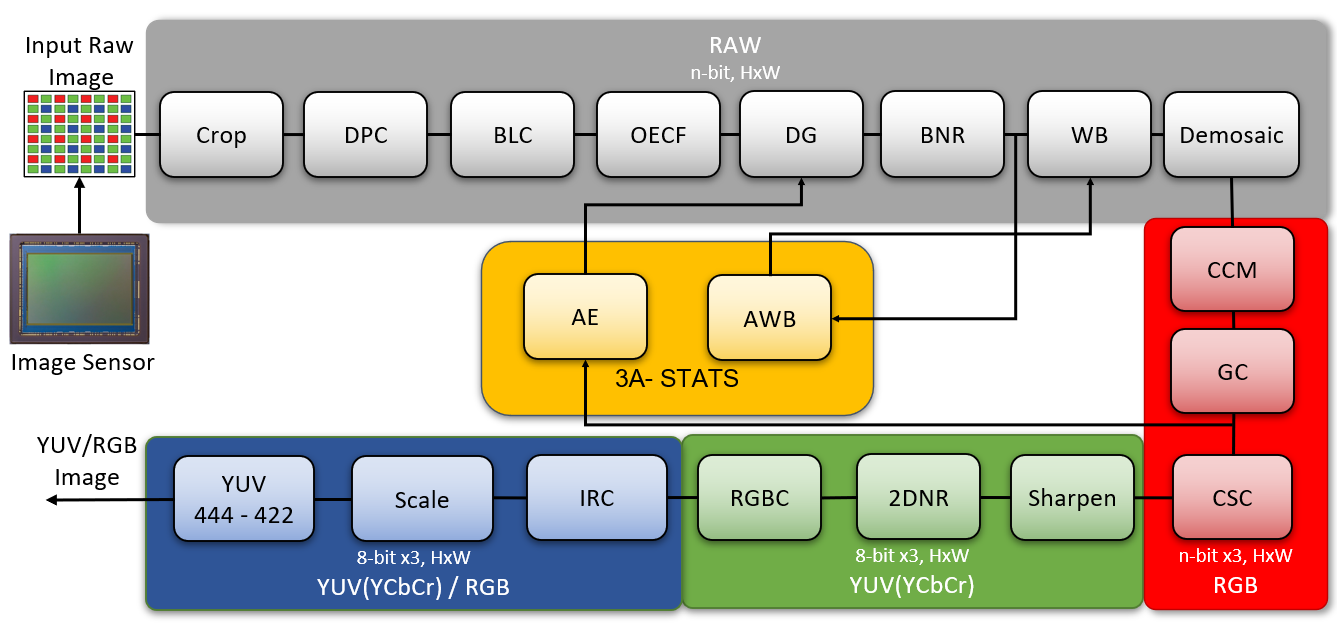 Input Raw
Image
RAW
n-bit, HxW
Crop
DPC
BLC
OECF
DG
BNR
WB
Demosaic
Image Sensor
AE
AWB
3A- STATS
CCM
GC
CSC
n-bit x3, HxW
RGB
Sharpen
2DNR
RGBC
8-bit x3, HxW
YUV(YCbCr)
IRC
Scale
YUV
444 - 422
8-bit x3, HxW
YUV(YCbCr) / RGB
YUV/RGB
Image